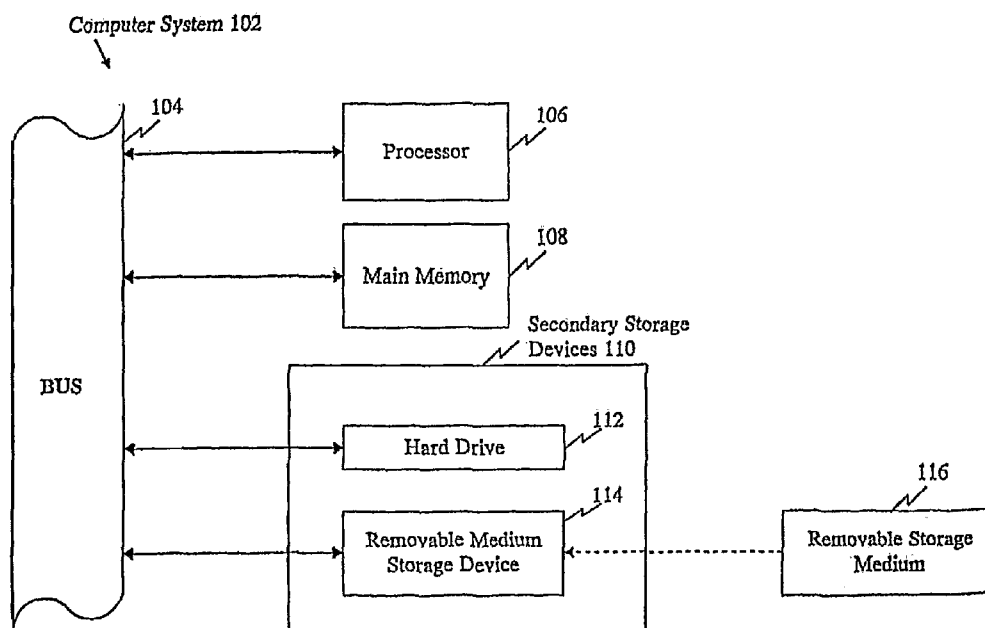 Computer System 102
104
106
Processor
108
Main Memory
Secondary Storage
Devices 110
BUS
112
Hard Drive
114
116
Removable Medium
Storage Device
Removable Storage
Medium